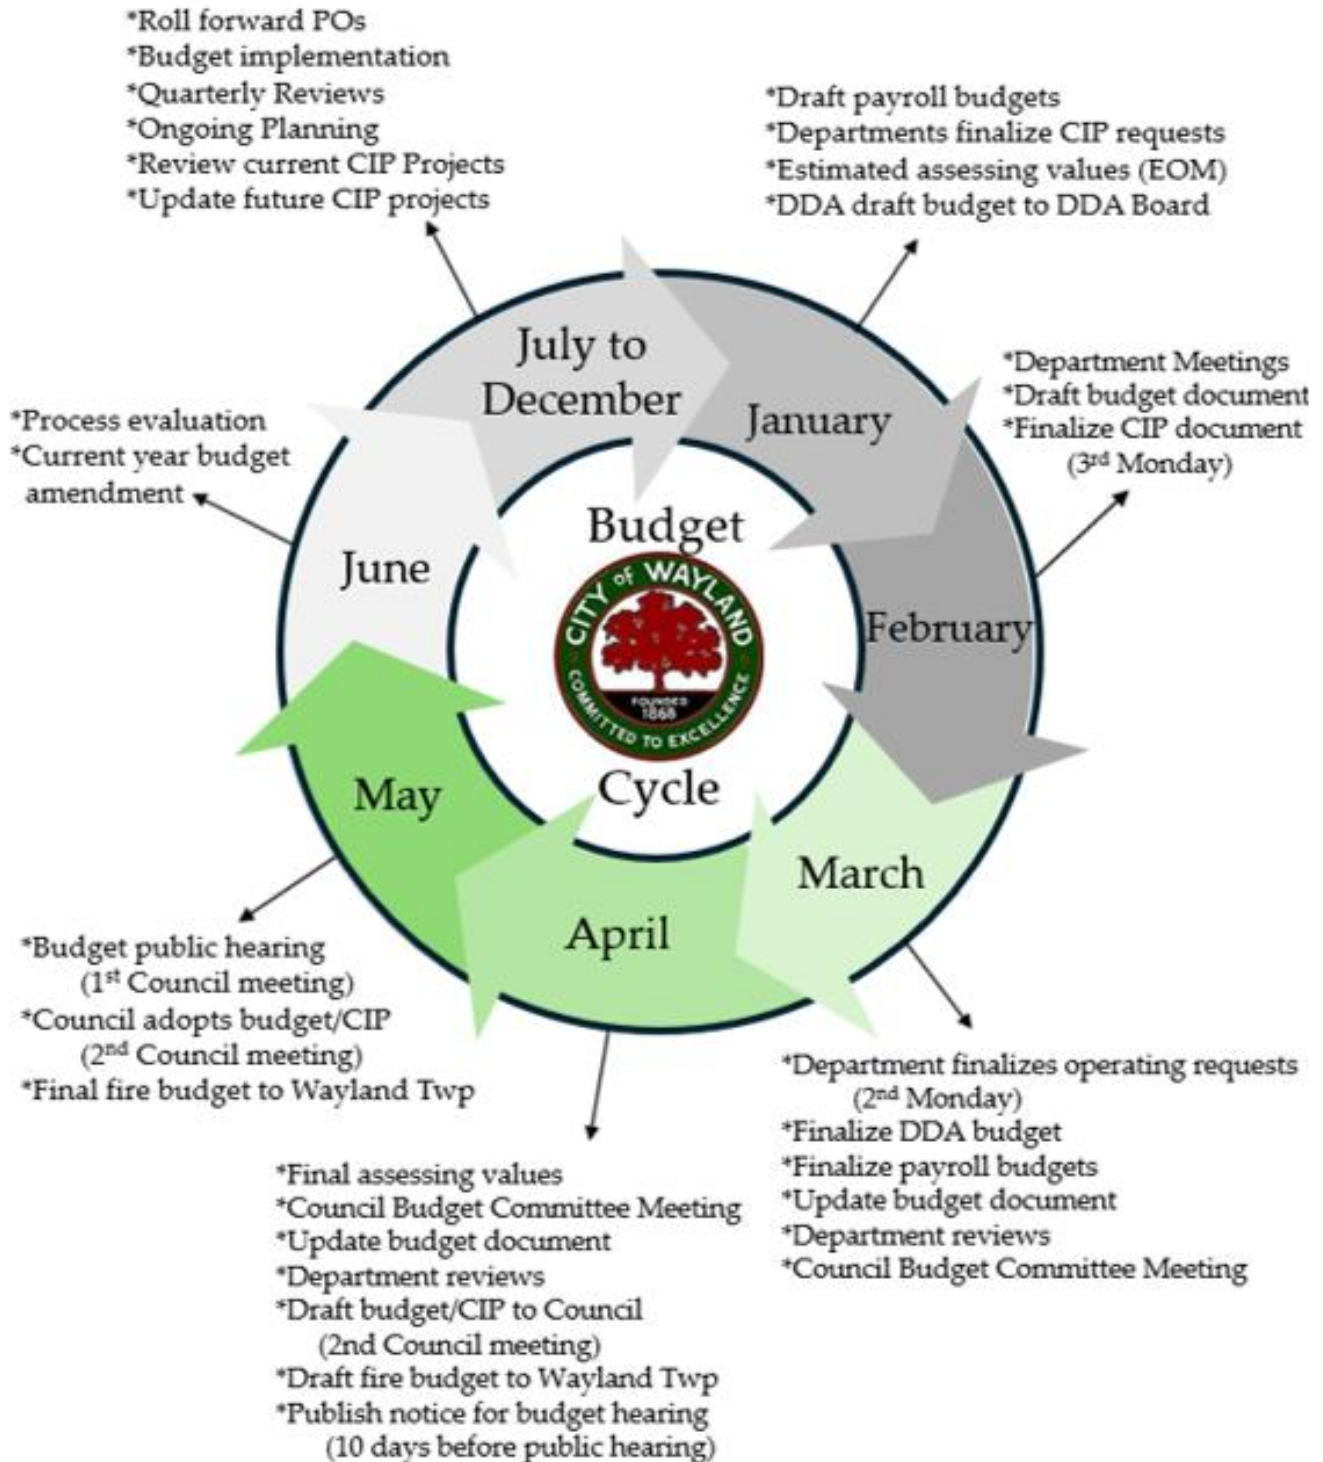 *Roll forward POs
*Budget implementation
*Quarterly Reviews
*Ongoing Planning
*Review current CIP Projects
*Update future CIP projects
*Draft payroll budgets
*Departments finalize CIP requests
*Estimated assessing values (EOM)
*DDA draft budget to DDA Board
*Department Meetings
*Draft budget document
*Finalize CIP document
(3rd Monday)
*Process evaluation
*Current year budget
amendment
July to
December
January
February
March
April
May
June
Budget
CITY of WAYLAND
FOUNDED
1868
COMMITTED TO EXCELLENCE
Cycle
*Department finalizes operating requests
(2nd Monday)
*Finalize DDA budget
*Finalize payroll budgets
*Update budget document
*Department reviews
*Council Budget Committee Meeting
*Final assessing values
*Council Budget Committee Meeting
*Update budget document
*Department reviews
*Draft budget/CIP to Council
(2nd Council meeting)
*Draft fire budget to Wayland Twp
*Publish notice for budget hearing
(10 days before public hearing)
*Budget public hearing
(1st Council meeting)
*Council adopts budget/CIP
(2nd Council meeting)
*Final fire budget to Wayland Twp